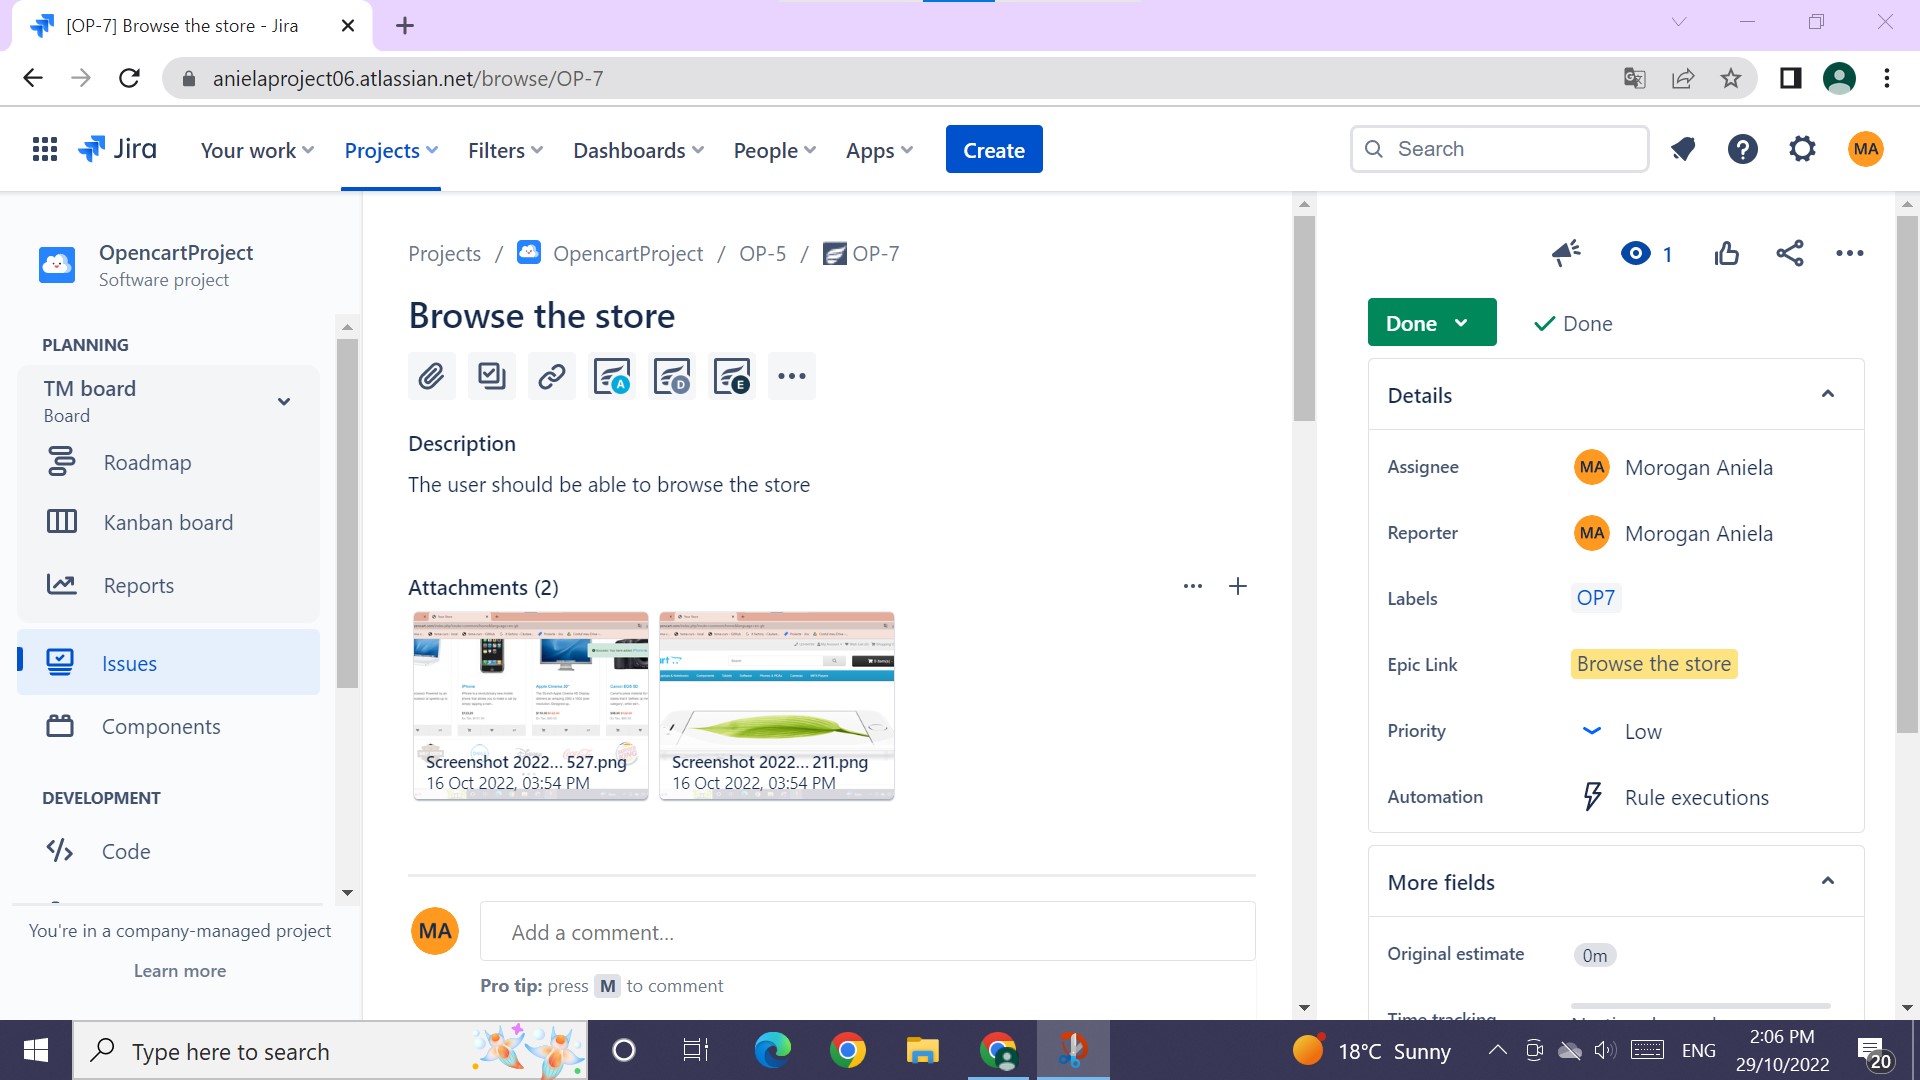 [OP-7] Browse the store - Jira
anielaproject06.atlassian.net/browse/OP-7
Jira
Your work
Projects
Filters
Dashboards
People
Apps
Create
Search
MA
OpencartProject
Software project
PLANNING
TM board
Board
Roadmap
Kanban board
Reports
Issues
Components
DEVELOPMENT
Code
You're in a company-managed project
Learn more
Projects / OpencartProject / OP-5 / OP-7
Browse the store
A
D
E
Description
The user should be able to browse the store
Attachments (2)
Screenshot 2022... 527.png
16 Oct 2022, 03:54 PM
Screenshot 2022... 211.png
16 Oct 2022, 03:54 PM
MA
Add a comment...
Pro tip: press M to comment
1
Done
Done
Details
Assignee
MA Morogan Aniela
Reporter
MA Morogan Aniela
Labels
OP7
Epic Link
Browse the store
Priority
Low
Automation
Rule executions
More fields
Original estimate
0m
Time tracking
Type here to search
18°C Sunny
ENG
2:06 PM
29/10/2022
20